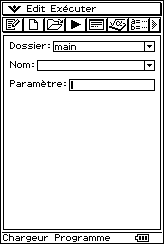 Edit Exécuter
Dossier: main
Nom:
Paramètre:
Chargeur Programme